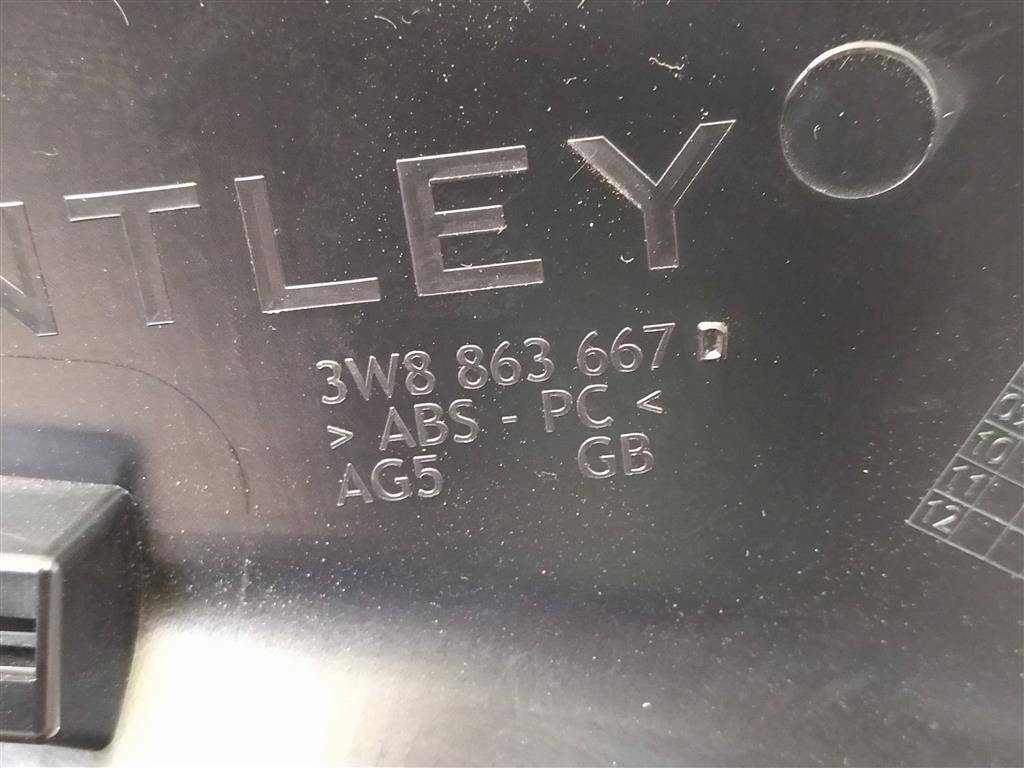 NTLEY
3W8 863 667 D
> ABS - PC <
AG5 GB
10
11
12